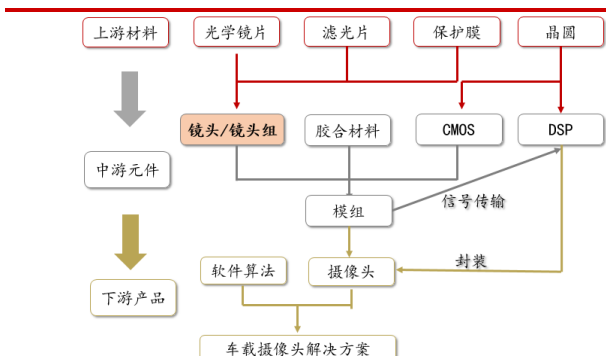 上游材料
光学镜片
滤光片
保护膜
晶圆
镜头/镜头组
胶合材料
CMOS
DSP
中游元件
模组
信号传输
软件算法
摄像头
封装
下游产品
车载摄像头解决方案